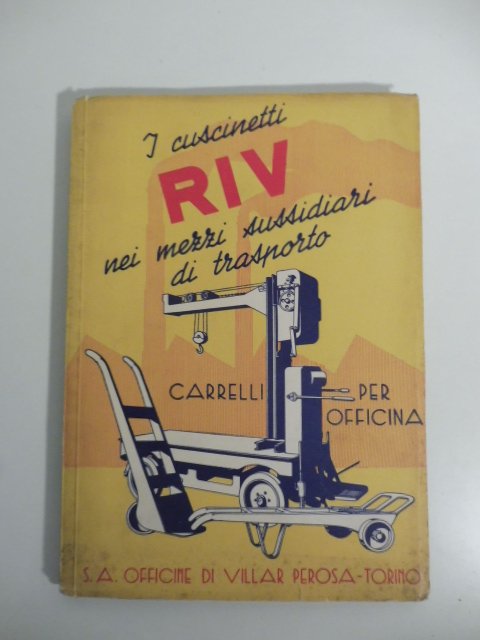 I cuscinetti
RIV
nei mezzi sussidiari
di trasporto
CARRELLI PER
OFFICINA
S.A. OFFICINE DI VILLAR PEROSA-TORINO